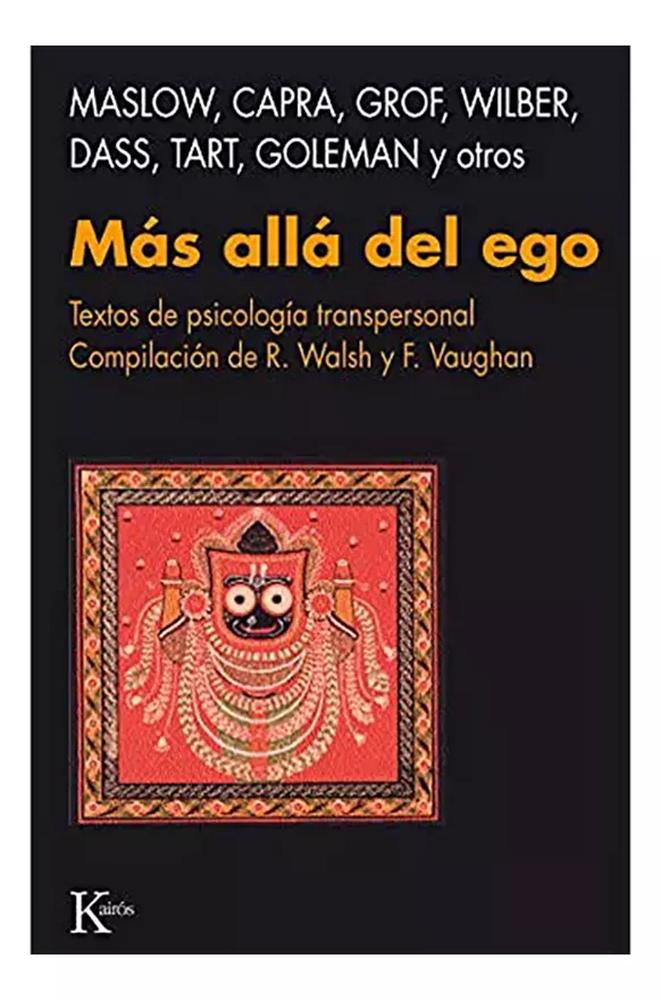 MASLOW, CAPRA, GROF, WILBER,
DASS, TART, GOLEMAN y otros
Más allá del ego
Textos de psicología transpersonal
Compilación de R. Walsh y F. Vaughan
Kairós